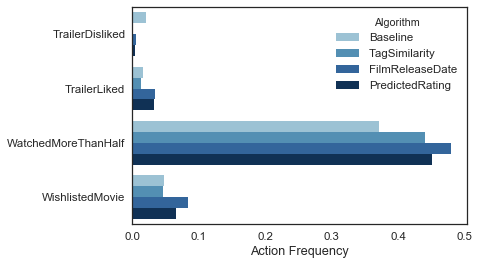 Algorithm
Baseline
TagSimilarity
FilmReleaseDate
PredictedRating
TrailerDisliked
TrailerLiked
WatchedMoreThanHalf
WishlistedMovie
0.0 0.1 0.2 0.3 0.4 0.5
Action Frequency